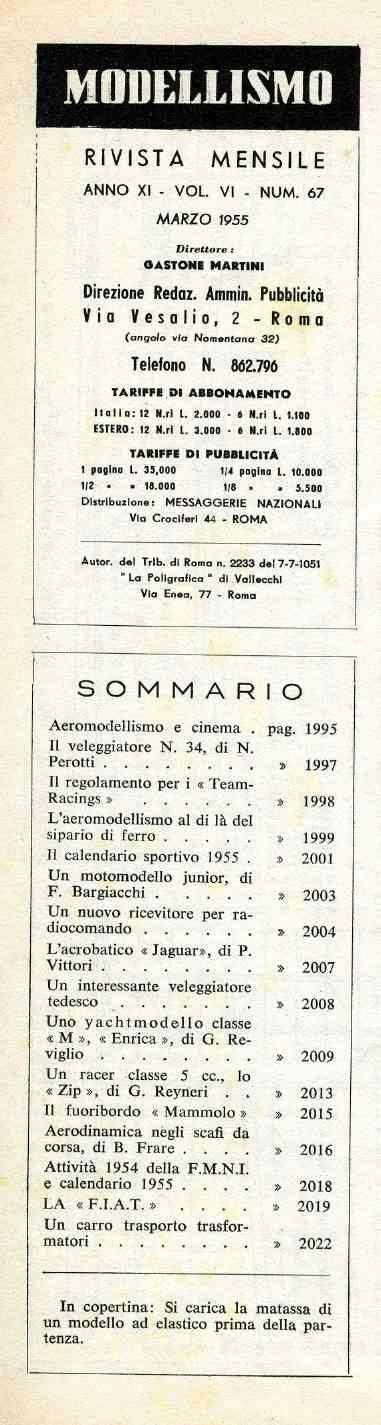 MODELLISMO
RIVISTA MENSILE
ANNO XI - VOL. VI - NUM. 67
MARZO 1955
Direttore:
GASTONE MARTINI
Direzione Redaz. Ammin. Pubblicità
Via Vesalio, 2 - Roma
(angolo via Nomentana 32)
Telefono N. 862.796
TARIFFE DI ABBONAMENTO
Italia: 12 N.ri L. 2.000 - 6 N.ri L. 1.100
ESTERO: 12 N.ri L. 3.000 - 6 N.ri L. 1.800
TARIFFE DI PUBBLICITÀ
1 pagina L. 35,000 1/4 pagina L. 10.000
1/2 " " 18.000 1/8 " " 5.500
Distribuzione: MESSAGGERIE NAZIONALI
Via Crociferi 44 - ROMA
Autor. del Trib. di Roma n. 2233 del 7-7-1051
"La Poligrafica" di Vallecchi
Via Enea, 77 - Roma
SOMMARIO
Aeromodellismo e cinema . pag. 1995
Il veleggiatore N. 34, di N.
Perotti . . . . . . . . » 1997
Il regolamento per i « Team-
Racings » . . . . . . » 1998
L'aeromodellismo al di là del
sipario di ferro . . . . . » 1999
Il calendario sportivo 1955 . » 2001
Un motomodello junior, di
F. Bargiacchi . . . . . » 2003
Un nuovo ricevitore per ra-
diocomando . . . . . » 2004
L'acrobatico « Jaguar», di P.
Vittori . . . . . . . . » 2007
Un interessante veleggiatore
tedesco . . . . . . . » 2008
Uno yachtmodello classe
« M », « Enrica », di G. Re-
viglio . . . . . . . . » 2009
Un racer classe 5 cc., lo
« Zip », di G. Reyneri . . » 2013
Il fuoribordo « Mammolo » » 2015
Aerodinamica negli scafi da
corsa, di B. Frare . . . . » 2016
Attività 1954 della F.M.N.I.
e calendario 1955 . . . . » 2018
LA « F.I.A.T. » . . . . » 2019
Un carro trasporto trasfor-
matori . . . . . . . . » 2022
In copertina: Si carica la matassa di
un modello ad elastico prima della par-
tenza.